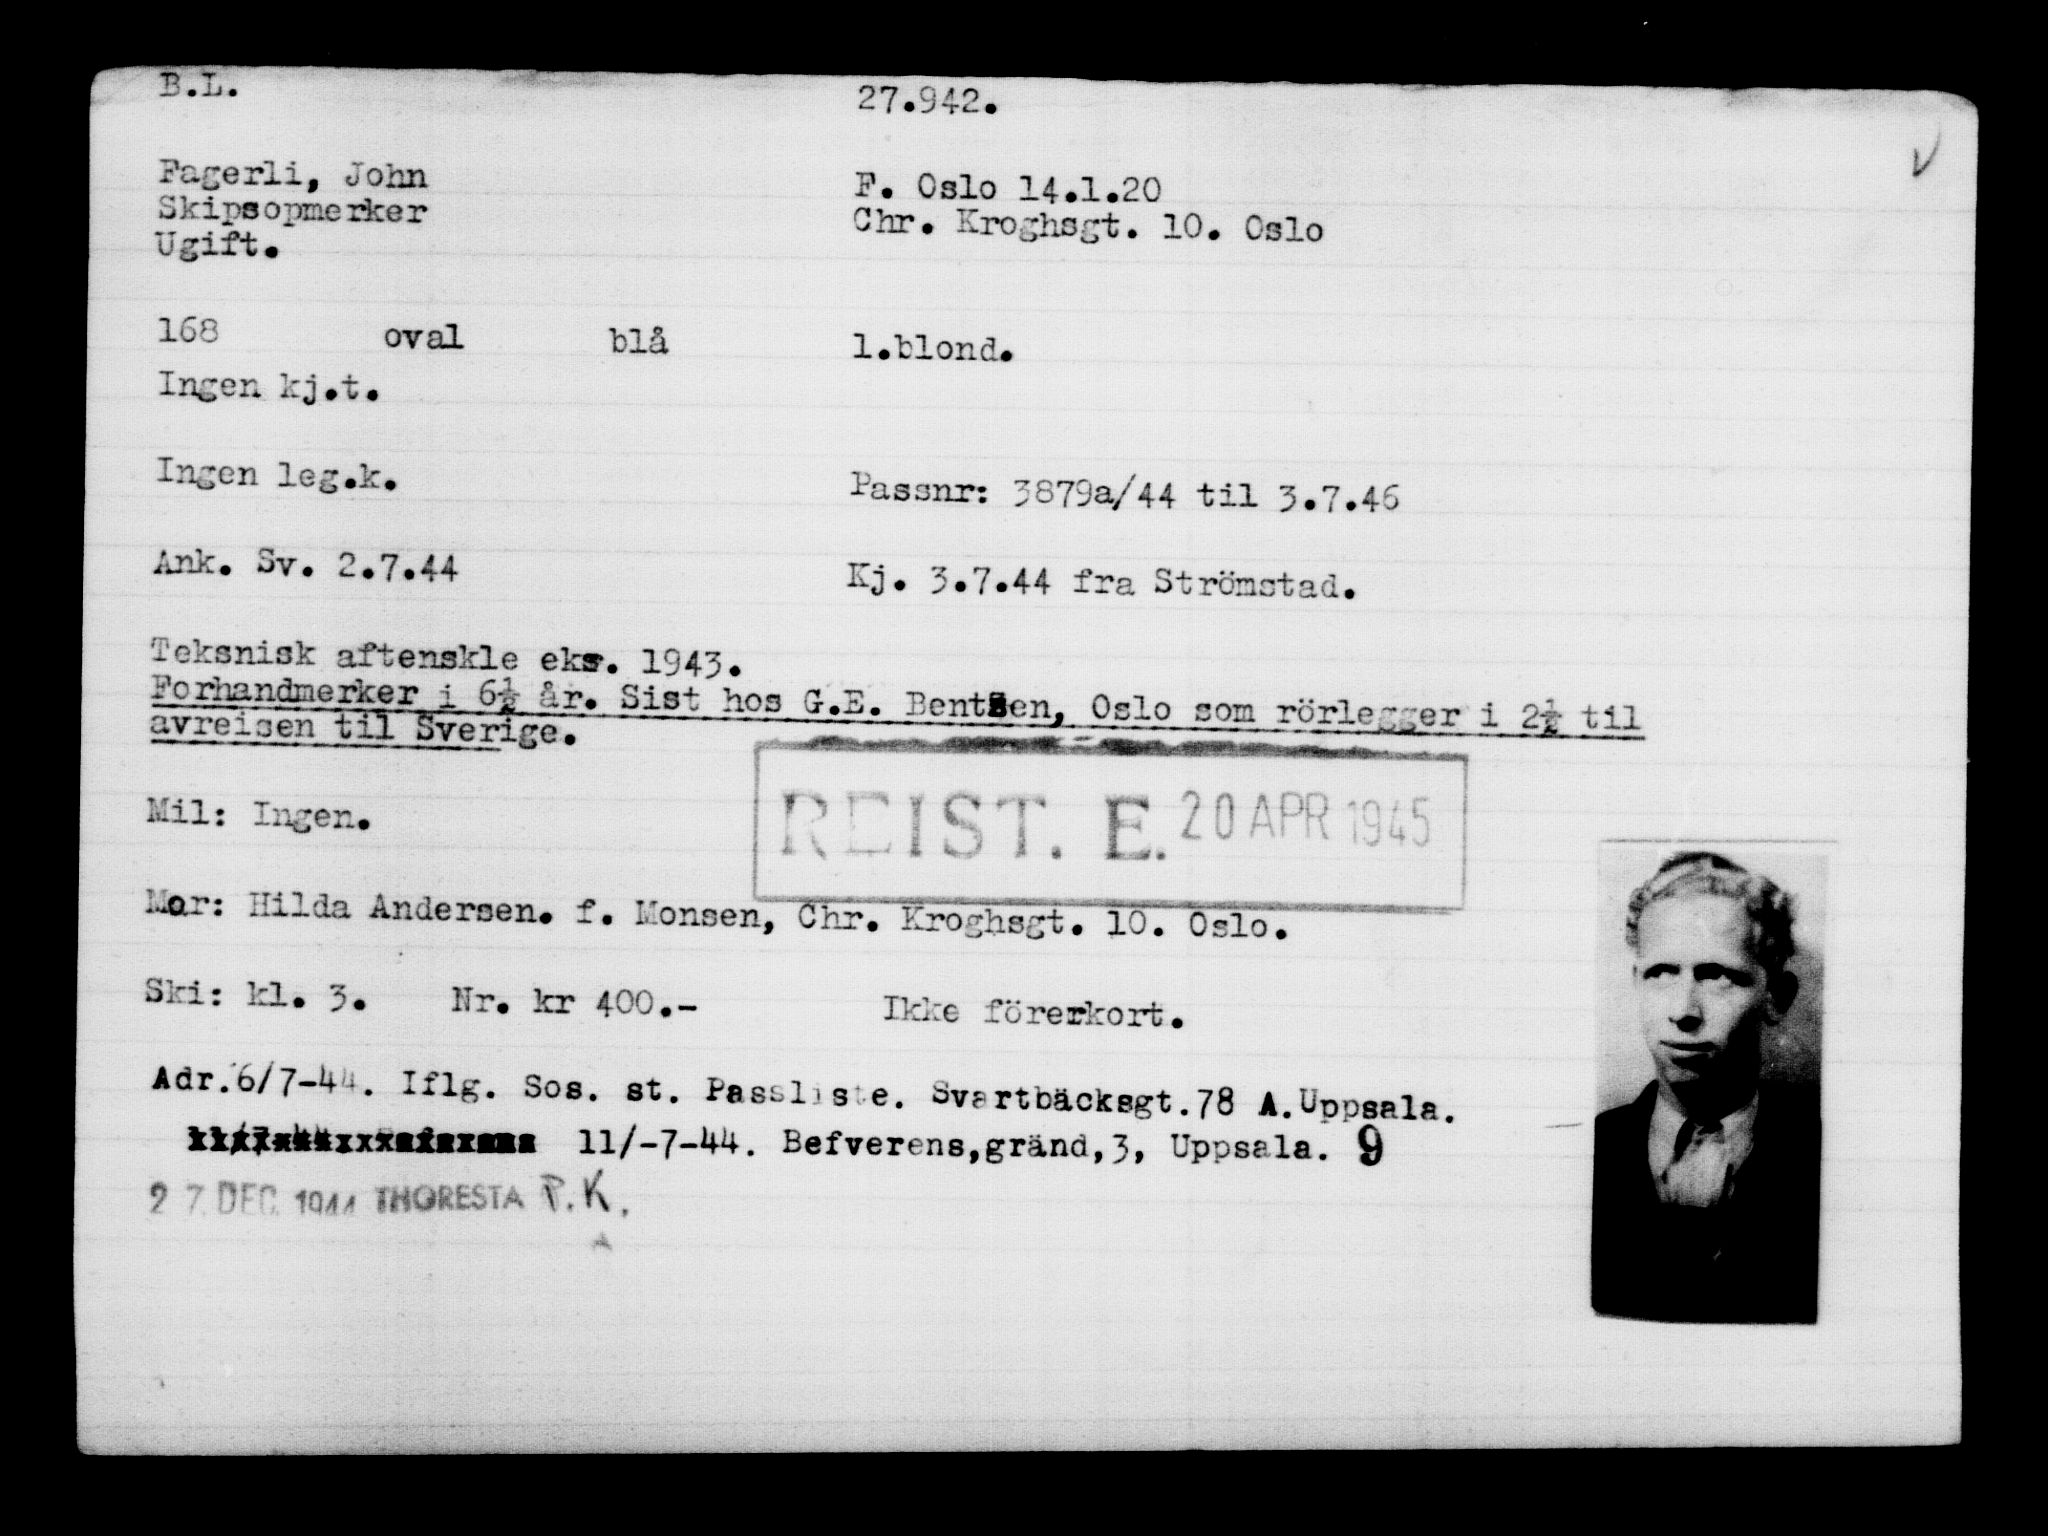 B.L. 27.942.
Fagerli, John F. Oslo 14.1.20
Skipsopmerker Chr. Kroghsgt. 10. Oslo
Ugift.
168 oval blå l.blond.
Ingen kj.t.
Ingen leg.k. Passnr: 3879a/44 til 3.7.46
Ank. Sv. 2.7.44 Kj. 3.7.44 fra Strömstad.
Teksnisk aftenskle eks. 1943.
Forhandmerker i 6½ år. Sist hos G.E. Bentsen, Oslo som rörlegger i 2½ til
avreisen til Sverige.
REIST. E. 20 APR 1945
Mil: Ingen.
Mor: Hilda Andersen. f. Monsen, Chr. Kroghsgt. 10. Oslo.
Ski: kl. 3. Nr. kr 400.- Ikke förerkort.
Adr. 6/7-44. Iflg. Sos. st. Passliste. Svartbäcksgt.78 A.Uppsala.
11/-7-44. Befverens,gränd,3, Uppsala. 9
27. DEC. 1944 THORESTA P.K.